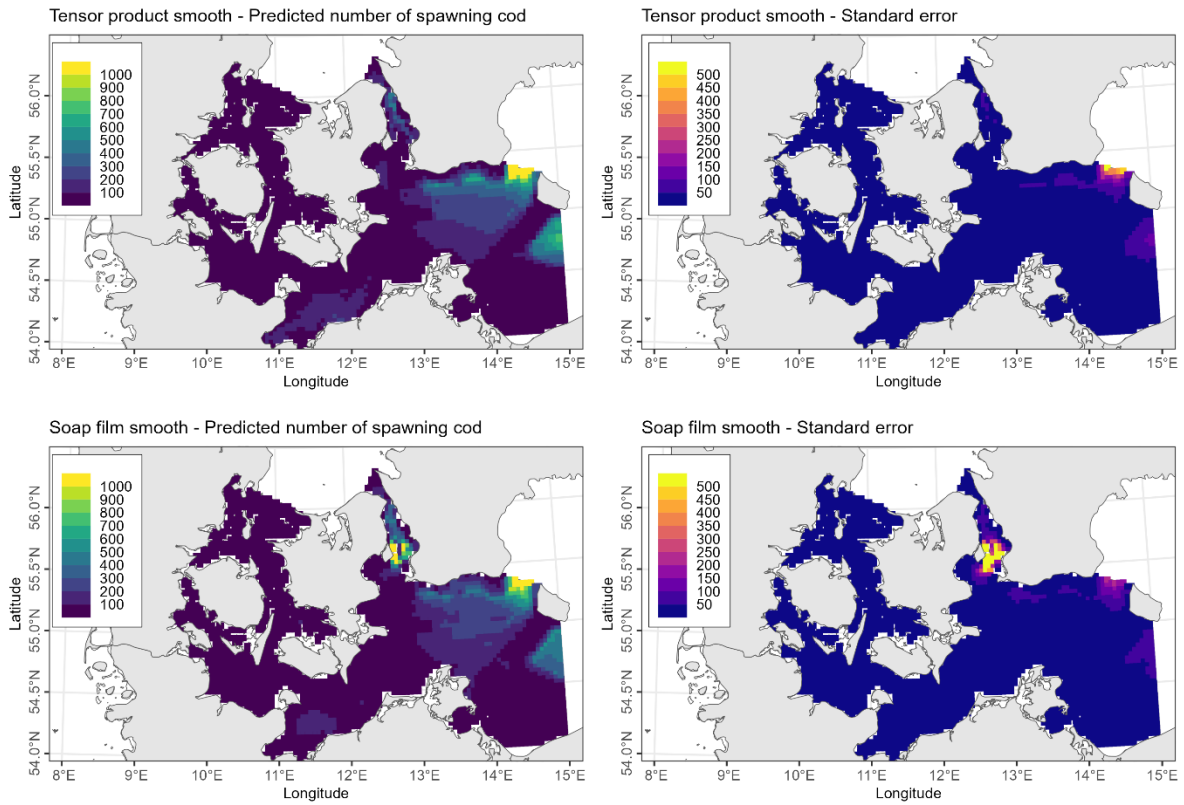 Tensor product smooth - Predicted number of spawning cod
1000
900
800
700
600
500
400
300
200
100
Latitude
56.0°N
55.5°N
55.0°N
54.5°N
54.0°N
8°E 9°E 10°E 11°E 12°E 13°E 14°E 15°E
Longitude
Tensor product smooth - Standard error
500
450
400
350
300
250
200
150
100
50
Latitude
56.0°N
55.5°N
55.0°N
54.5°N
54.0°N
8°E 9°E 10°E 11°E 12°E 13°E 14°E 15°E
Longitude
Soap film smooth - Predicted number of spawning cod
1000
900
800
700
600
500
400
300
200
100
Latitude
56.0°N
55.5°N
55.0°N
54.5°N
54.0°N
8°E 9°E 10°E 11°E 12°E 13°E 14°E 15°E
Longitude
Soap film smooth - Standard error
500
450
400
350
300
250
200
150
100
50
Latitude
56.0°N
55.5°N
55.0°N
54.5°N
54.0°N
8°E 9°E 10°E 11°E 12°E 13°E 14°E 15°E
Longitude